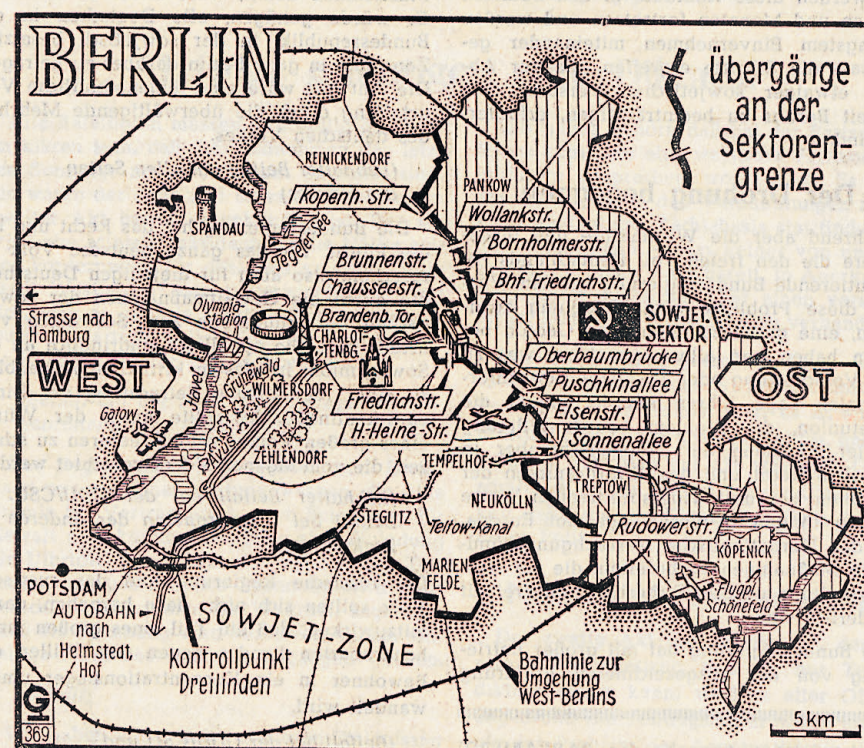 BERLIN
Übergänge
an der
Sektoren-
grenze
REINICKENDORF
Kopenh. Str.
PANKOW
Wollankstr.
SPANDAU
Tegeler See
Bornholmerstr.
Brunnenstr.
Chausseestr.
Bhf. Friedrichstr.
Brandenb. Tor
Strasse nach
Hamburg
Olympia-
stadion
CHARLOT-
TENBG.
SOWJET.
SEKTOR
WEST
OST
Havel
Grunewald
WILMERSDORF
Oberbaumbrücke
Puschkinallee
Gatow
Friedrichstr.
Elsenstr.
H.-Heine-Str.
Sonnenallee
Avus
ZEHLENDORF
TEMPELHOF
TREPTOW
STEGLITZ
NEUKÖLLN
Teltow-Kanal
Rudowerstr.
KÖPENICK
MARIEN
FELDE
Flugpl.
Schönefeld
POTSDAM
AUTOBAHN
nach
Helmstedt,
Hof
SOWJET-ZONE
Kontrollpunkt
Dreilinden
Bahnlinie zur
Umgehung
West-Berlins
G
369
5 km